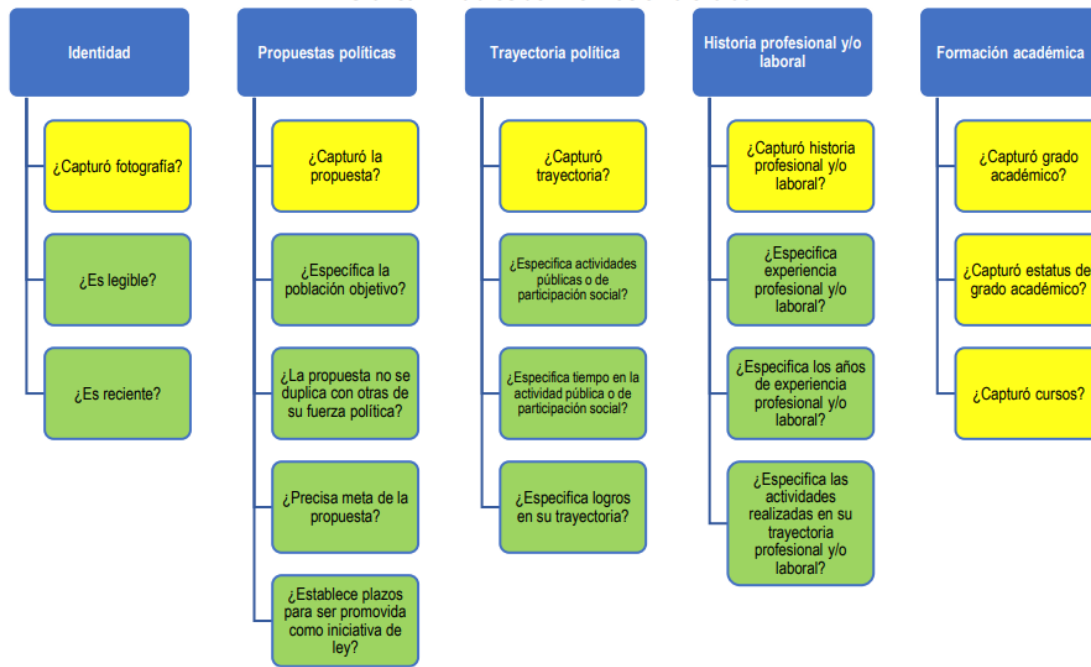 Identidad
¿Capturó fotografía?
¿Es legible?
¿Es reciente?
Propuestas políticas
¿Capturó la
propuesta?
¿Específica la
población objetivo?
¿La propuesta no se
duplica con otras de
su fuerza política?
¿Precisa meta de la
propuesta?
¿Establece plazos
para ser promovida
como iniciativa de
ley?
Trayectoria política
¿Capturó
trayectoria?
¿Especifica actividades
públicas o de
participación social?
¿Especifica tiempo en la
actividad pública o de
participación social?
¿Especifica logros
en su trayectoria?
Historia profesional y/o
laboral
¿Capturó historia
profesional y/o
laboral?
¿Especifica
experiencia
profesional y/o
laboral?
¿Especifica los años
de experiencia
profesional y/o
laboral?
¿Especifica las
actividades
realizadas en su
trayectoria
profesional y/o
laboral?
Formación académica
¿Capturó grado
académico?
¿Capturó estatus de
grado académico?
¿Capturó cursos?